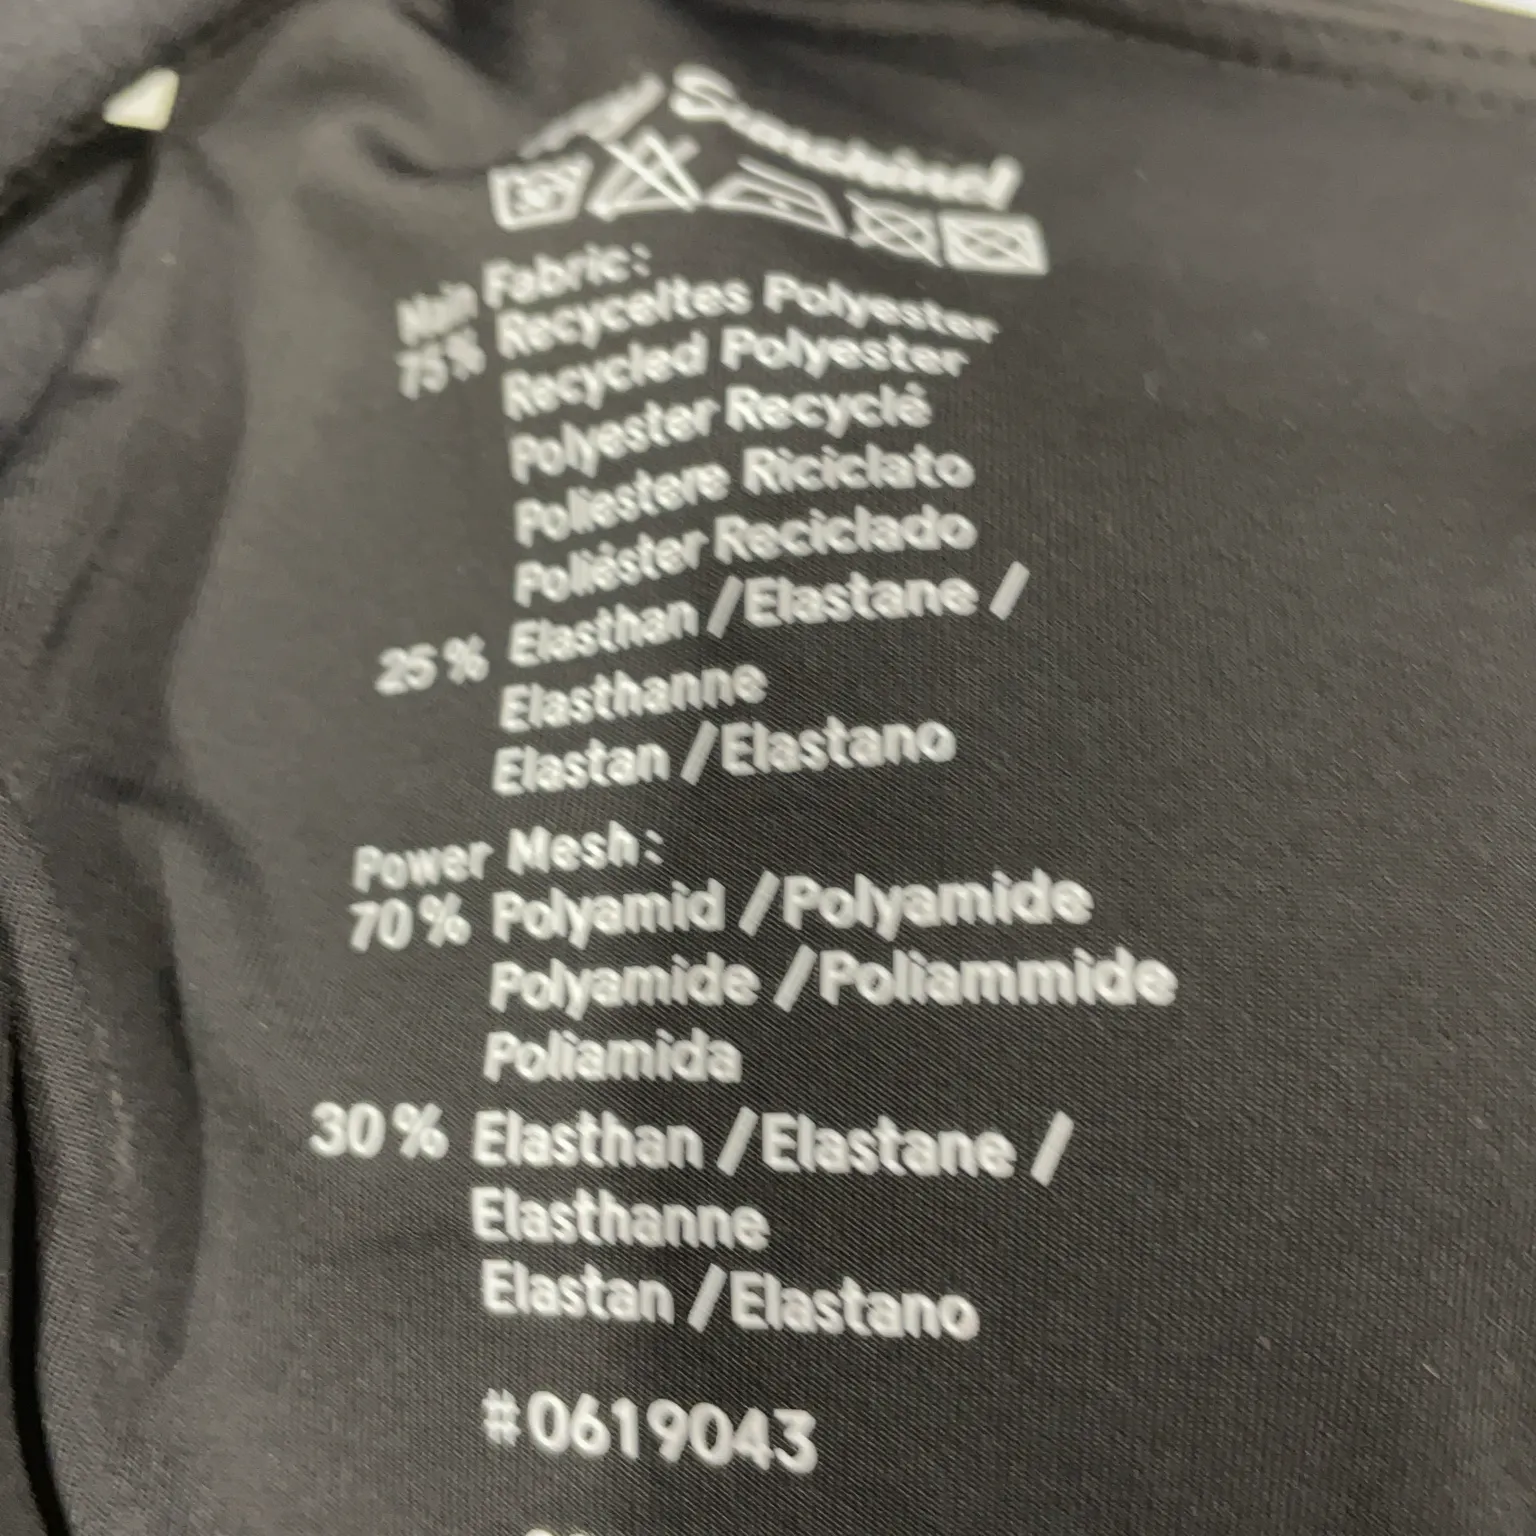 30
Main Fabric:
75% Recyceltes Polyester
Recycled Polyester
Polyester Recyclé
Poliestere Riciclato
Poliéster Reciclado
25% Elasthan / Elastane /
Elasthanne
Elastan / Elastano
Power Mesh:
70% Polyamid / Polyamide
Polyamide / Poliammide
Poliamida
30% Elasthan / Elastane /
Elasthanne
Elastan / Elastano
#0619043